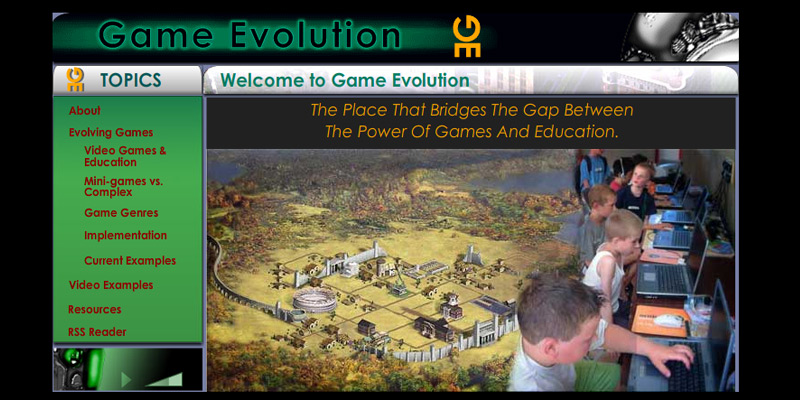 Game Evolution
GE
GE
TOPICS
Welcome to Game Evolution
About
Evolving Games
Video Games &
Education
Mini-games vs.
Complex
Game Genres
Implementation
Current Examples
Video Examples
Resources
RSS Reader
The Place That Bridges The Gap Between
The Power Of Games And Education.